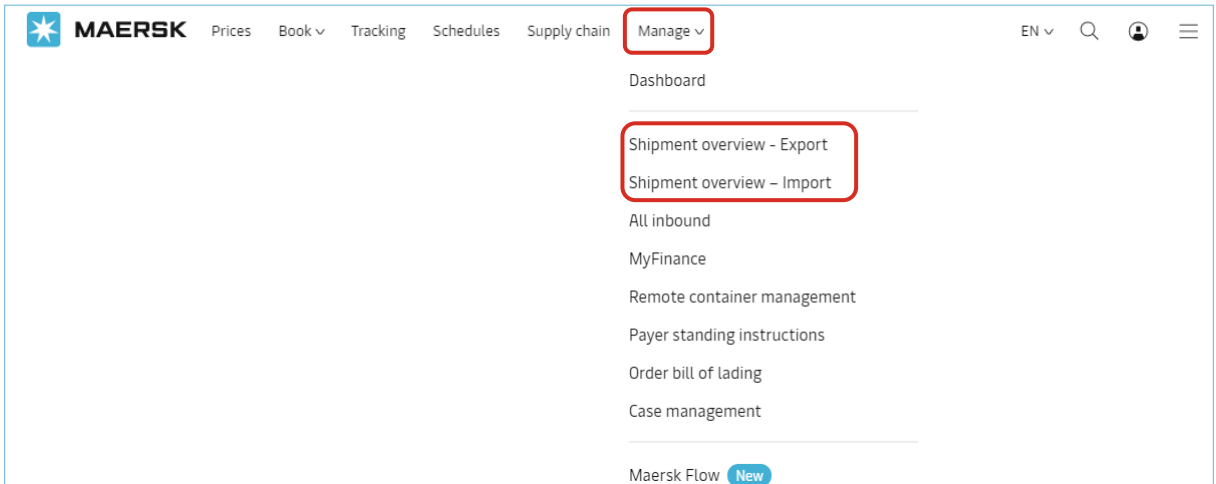 MAERSK Prices Book Tracking Schedules Supply chain Manage EN
Dashboard
Shipment overview - Export
Shipment overview – Import
All inbound
MyFinance
Remote container management
Payer standing instructions
Order bill of lading
Case management
Maersk Flow New